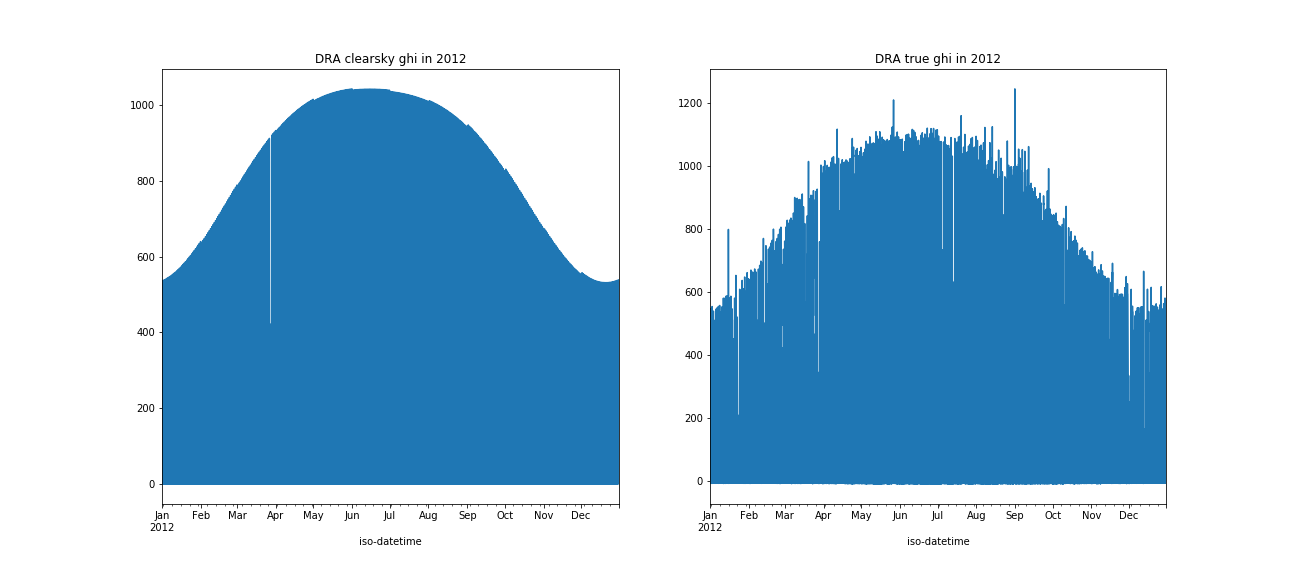 DRA clearsky ghi in 2012
1000
800
600
400
200
0
Jan Feb Mar Apr May Jun Jul Aug Sep Oct Nov Dec
2012
iso-datetime
DRA true ghi in 2012
1200
1000
800
600
400
200
0
Jan Feb Mar Apr May Jun Jul Aug Sep Oct Nov Dec
2012
iso-datetime